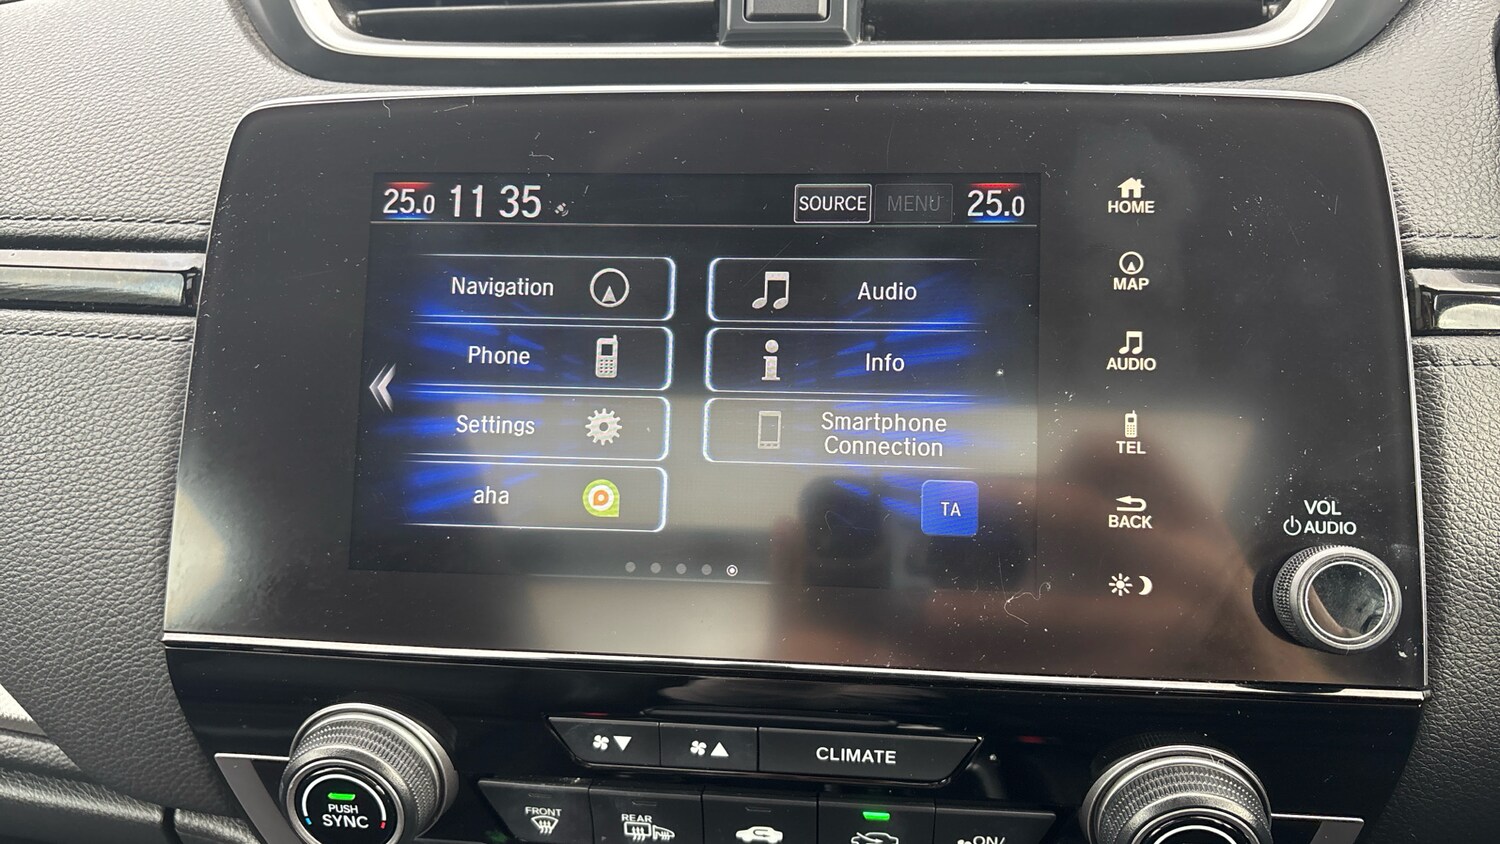 25.0 11 35 SOURCE MENU 25.0
Navigation
Audio
Phone
Info
Settings
Smartphone
Connection
aha
TA
HOME
MAP
AUDIO
TEL
BACK
VOL
AUDIO
CLIMATE
PUSH
SYNC
FRONT
REAR
ON/